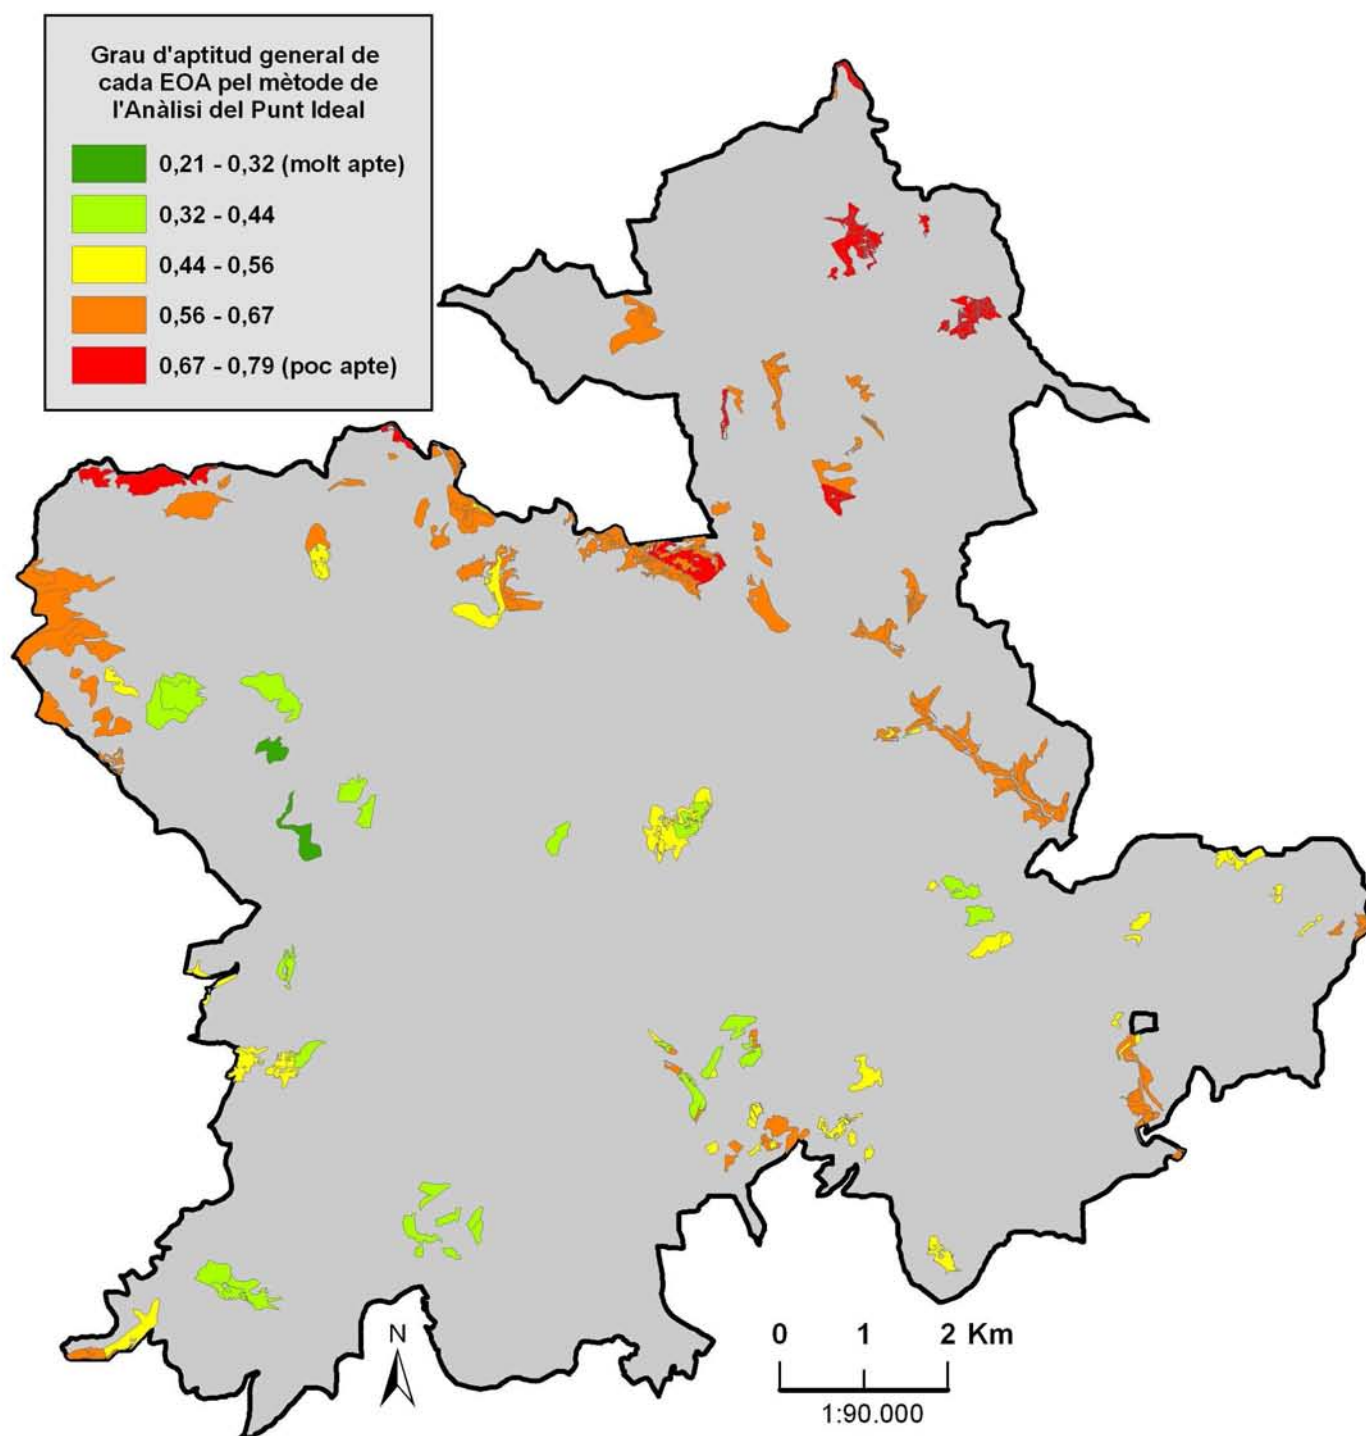 Grau d'aptitud general de
cada EOA pel mètode de
l'Anàlisi del Punt Ideal
0,21 - 0,32 (molt apte)
0,32 - 0,44
0,44 - 0,56
0,56 - 0,67
0,67 - 0,79 (poc apte)
N
0 1 2 Km
1:90.000